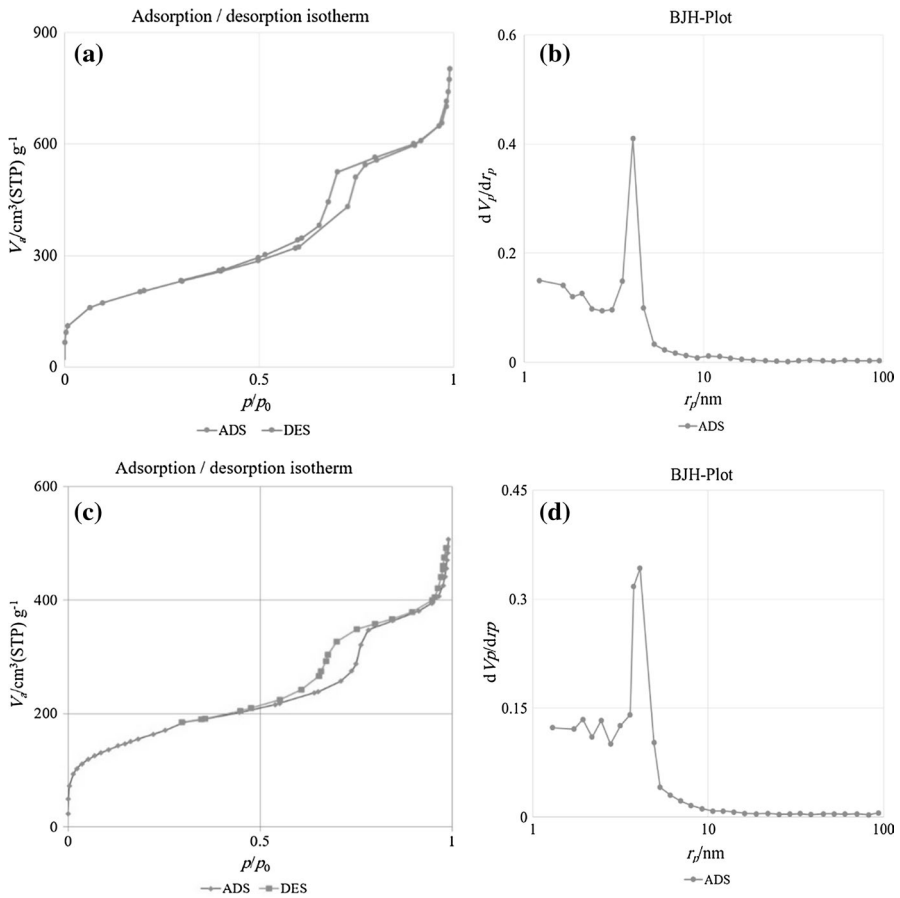 Adsorption / desorption isotherm
(a)
900
600
300
0
0
0.5
1
Va/cm³(STP) g⁻¹
p/p₀
ADS DES
BJH-Plot
(b)
0.6
0.4
0.2
0
1
10
100
dVp/drp
rp/nm
ADS
Adsorption / desorption isotherm
(c)
600
400
200
0
0
0.5
1
Va/cm³(STP) g⁻¹
p/p₀
ADS DES
BJH-Plot
(d)
0.45
0.3
0.15
0
1
10
100
dVp/drp
rp/nm
ADS